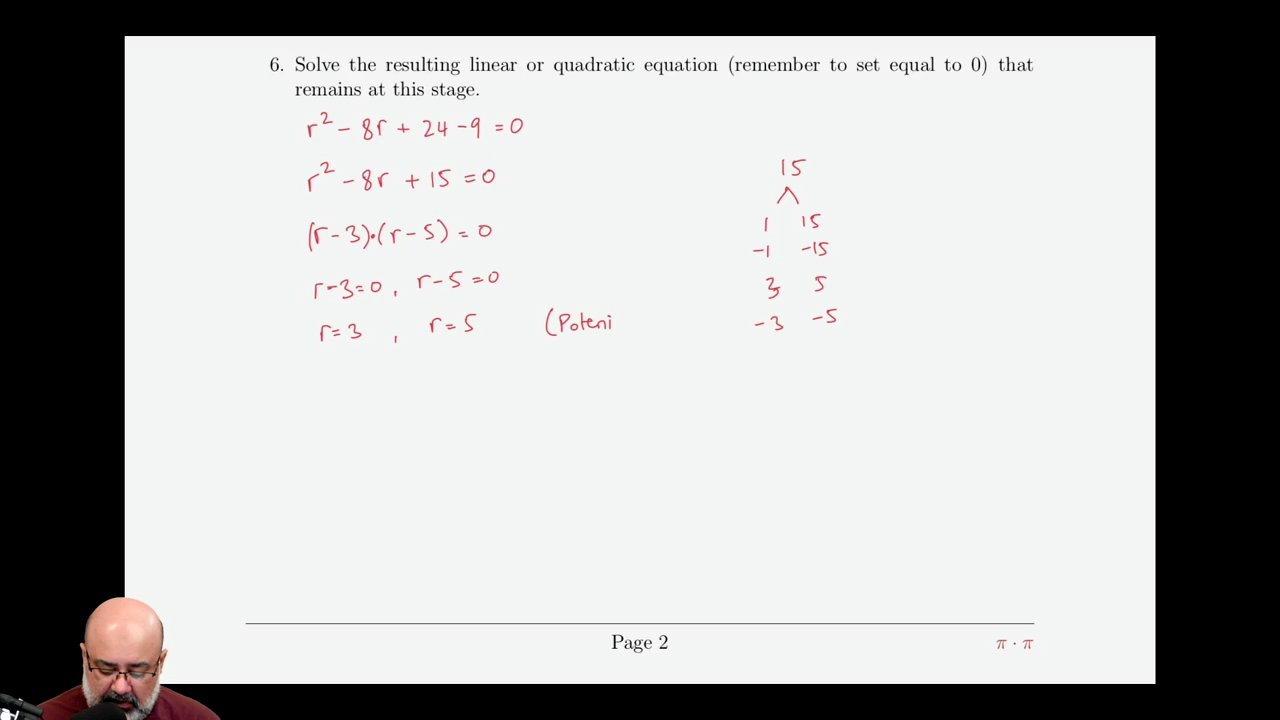 6. Solve the resulting linear or quadratic equation (remember to set equal to 0) that
remains at this stage.
r² - 8r + 24 - 9 = 0
r² - 8r + 15 = 0
(r - 3)·(r - 5) = 0
r - 3 = 0 , r - 5 = 0
r = 3 , r = 5 (Poteni
15
1 15
-1 -15
3 5
-3 -5
Page 2
π · π